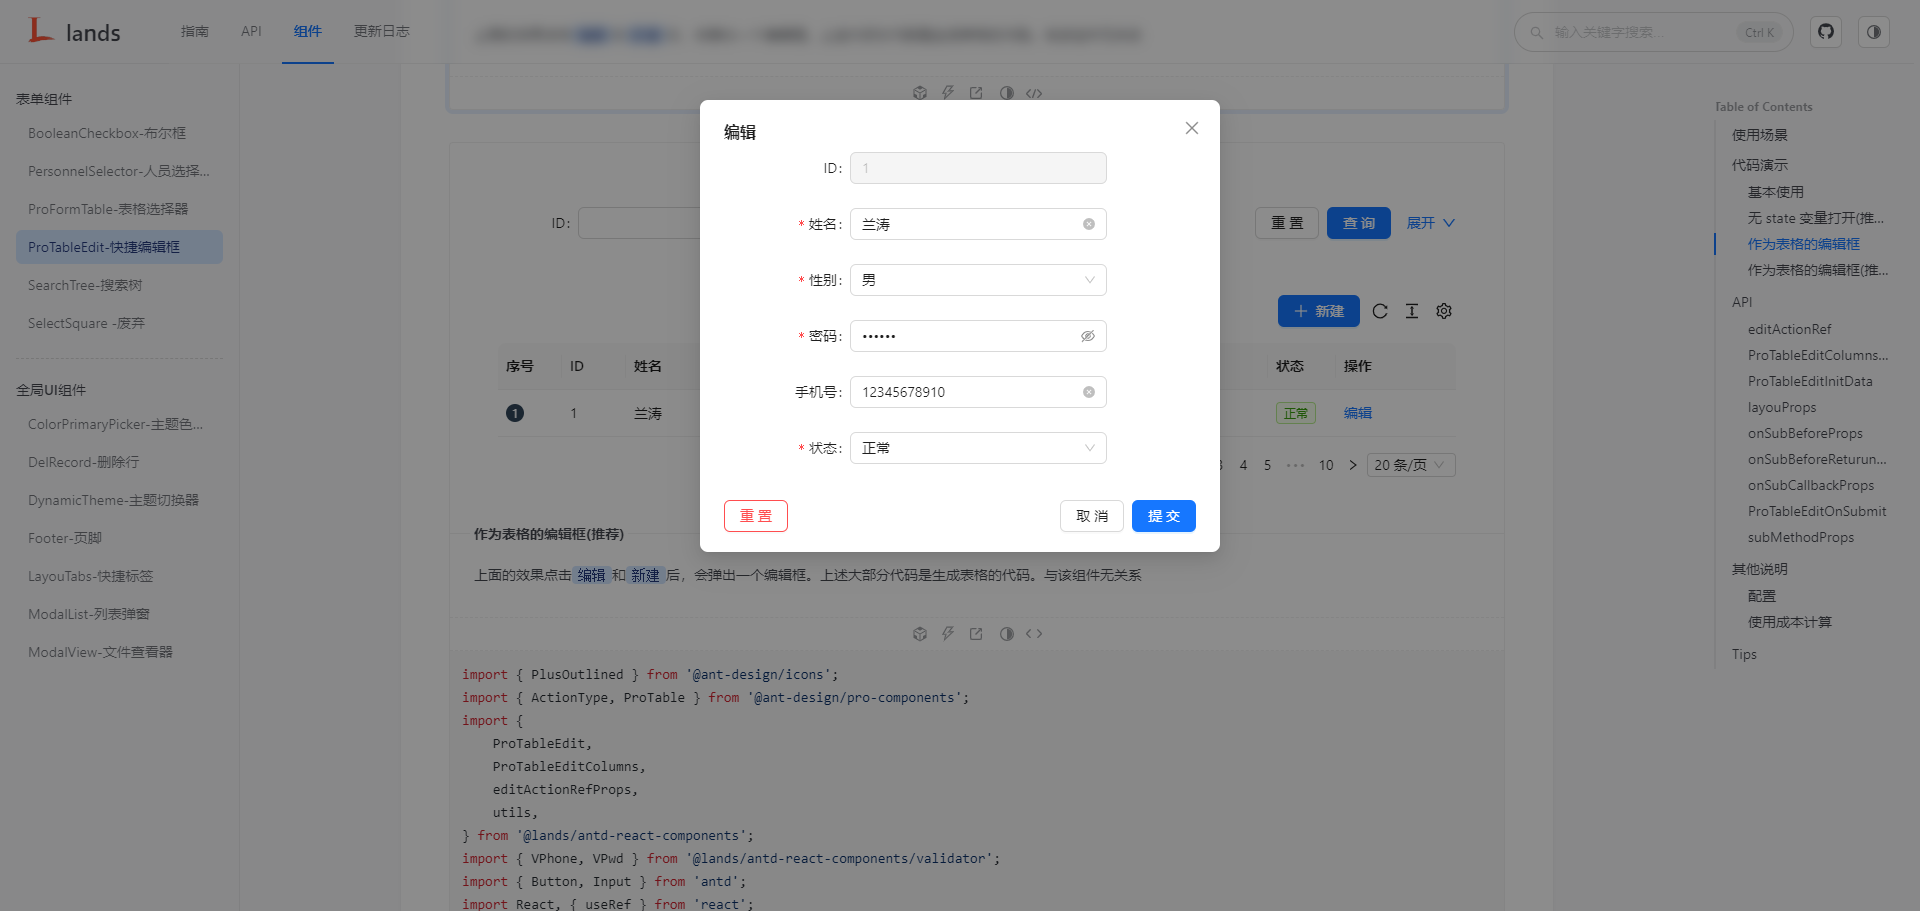 lands
指南
API
组件
更新日志
输入关键字搜索...
Ctrl K
表单组件
BooleanCheckbox-布尔框
PersonnelSelector-人员选择...
ProFormTable-表格选择器
ProTableEdit-快捷编辑框
SearchTree-搜索树
SelectSquare -废弃
全局UI组件
ColorPrimaryPicker-主题色...
DelRecord-删除行
DynamicTheme-主题切换器
Footer-页脚
LayouTabs-快捷标签
ModalList-列表弹窗
ModalView-文件查看器
ID:
重 置
查 询
展开
新建
序号
ID
姓名
状态
操作
1
1
兰涛
正常
编辑
4
5
•••
10
20 条/页
编辑
ID:
1
* 姓名:
兰涛
* 性别:
男
* 密码:
••••••
手机号:
12345678910
* 状态:
正常
重 置
取 消
提 交
作为表格的编辑框(推荐)
上面的效果点击 编辑 和 新建 后，会弹出一个编辑框。上述大部分代码是生成表格的代码。与该组件无关系
import { PlusOutlined } from '@ant-design/icons';
import { ActionType, ProTable } from '@ant-design/pro-components';
import {
ProTableEdit,
ProTableEditColumns,
editActionRefProps,
utils,
} from '@lands/antd-react-components';
import { VPhone, VPwd } from '@lands/antd-react-components/validator';
import { Button, Input } from 'antd';
import React, { useRef } from 'react';
Table of Contents
使用场景
代码演示
基本使用
无 state 变量打开(推...
作为表格的编辑框
作为表格的编辑框(推...
API
editActionRef
ProTableEditColumns...
ProTableEditInitData
layouProps
onSubBeforeProps
onSubBeforeReturun...
onSubCallbackProps
ProTableEditOnSubmit
subMethodProps
其他说明
配置
使用成本计算
Tips